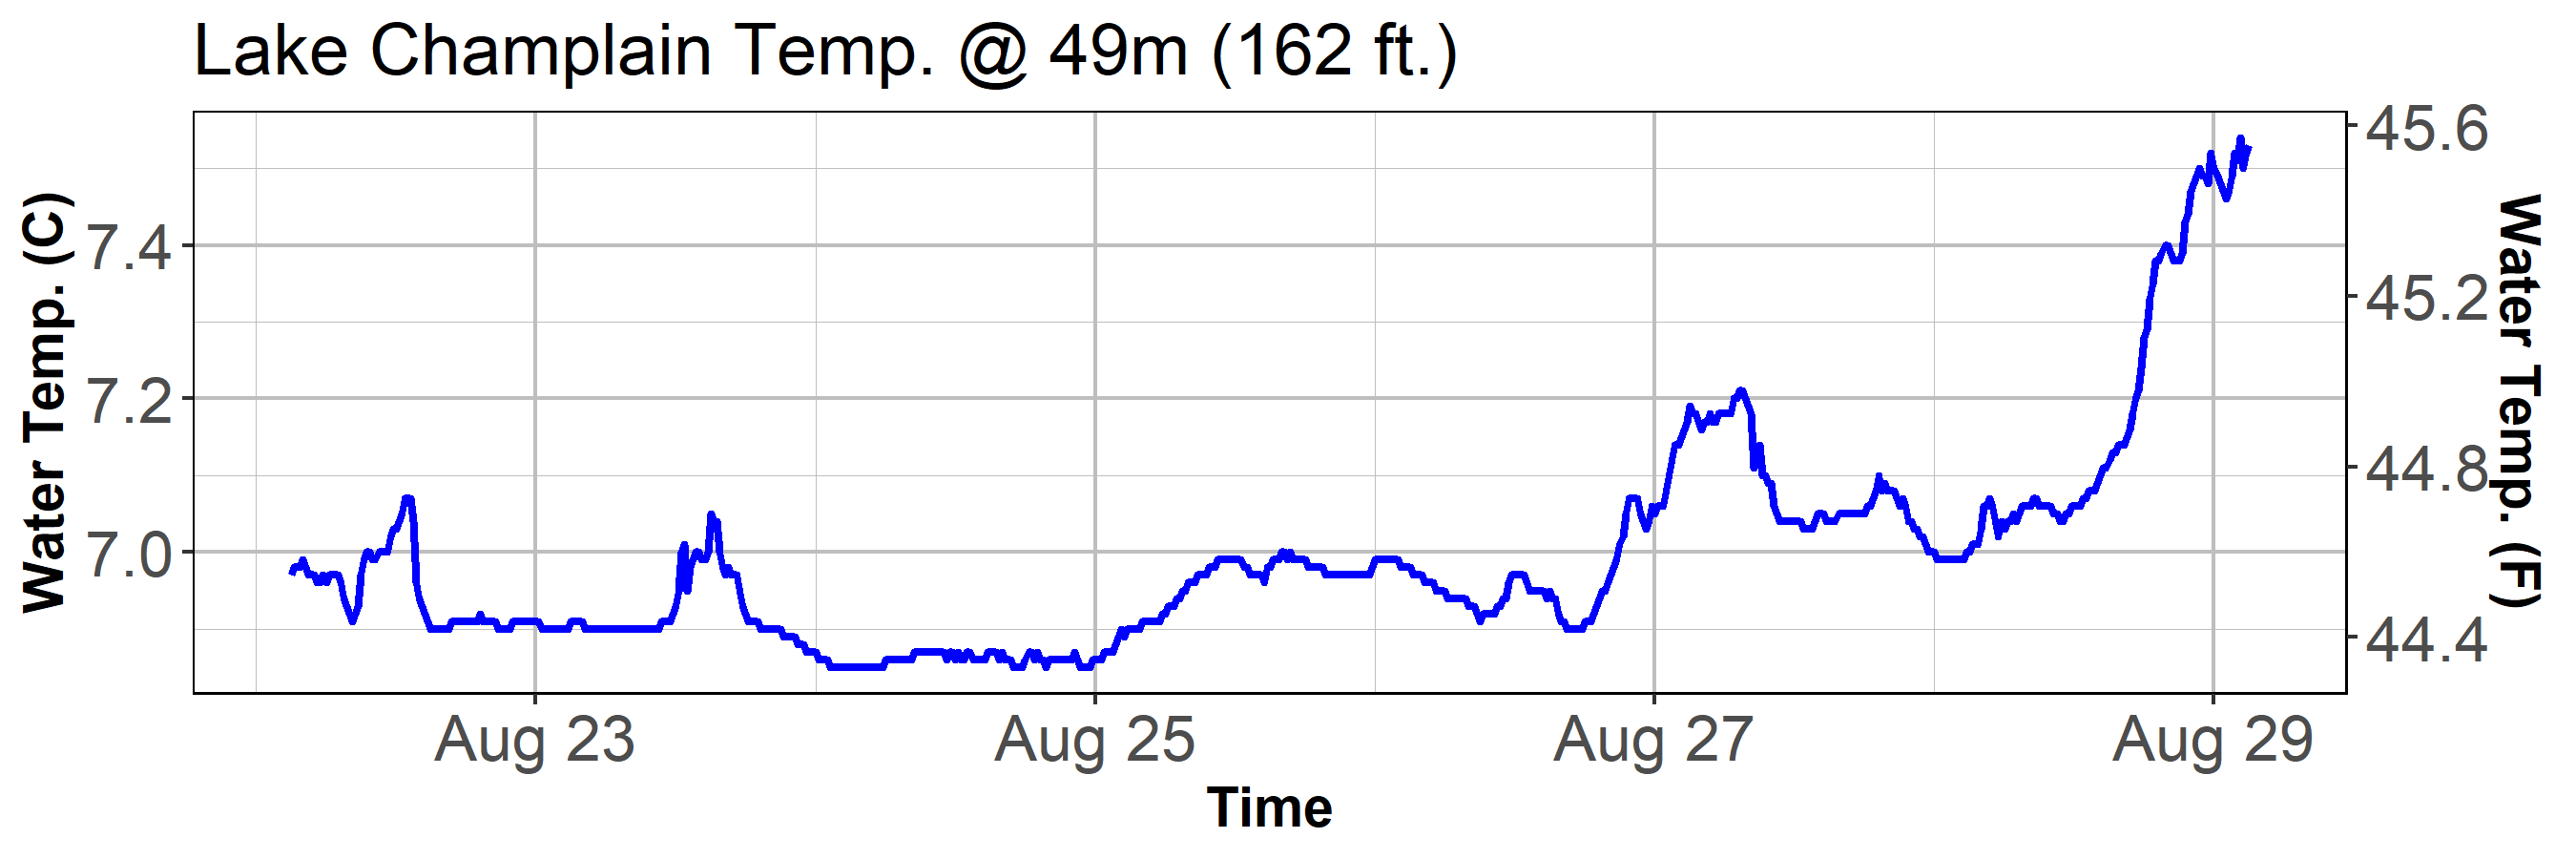 Lake Champlain Temp. @ 49m (162 ft.)
Water Temp. (C)
7.4
7.2
7.0
45.6
45.2
44.8
44.4
Water Temp. (F)
Aug 23
Aug 25
Aug 27
Aug 29
Time